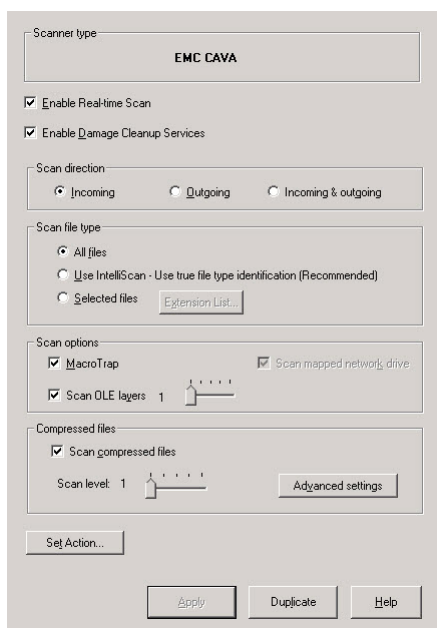 Scanner type
EMC CAVA
Enable Real-time Scan
Enable Damage Cleanup Services
Scan direction
Incoming
Outgoing
Incoming & outgoing
Scan file type
All files
Use IntelliScan - Use true file type identification (Recommended)
Selected files
Extension List...
Scan options
MacroTrap
Scan mapped network drive
Scan OLE layers 1
Compressed files
Scan compressed files
Scan level: 1
Advanced settings
Set Action...
Apply
Duplicate
Help